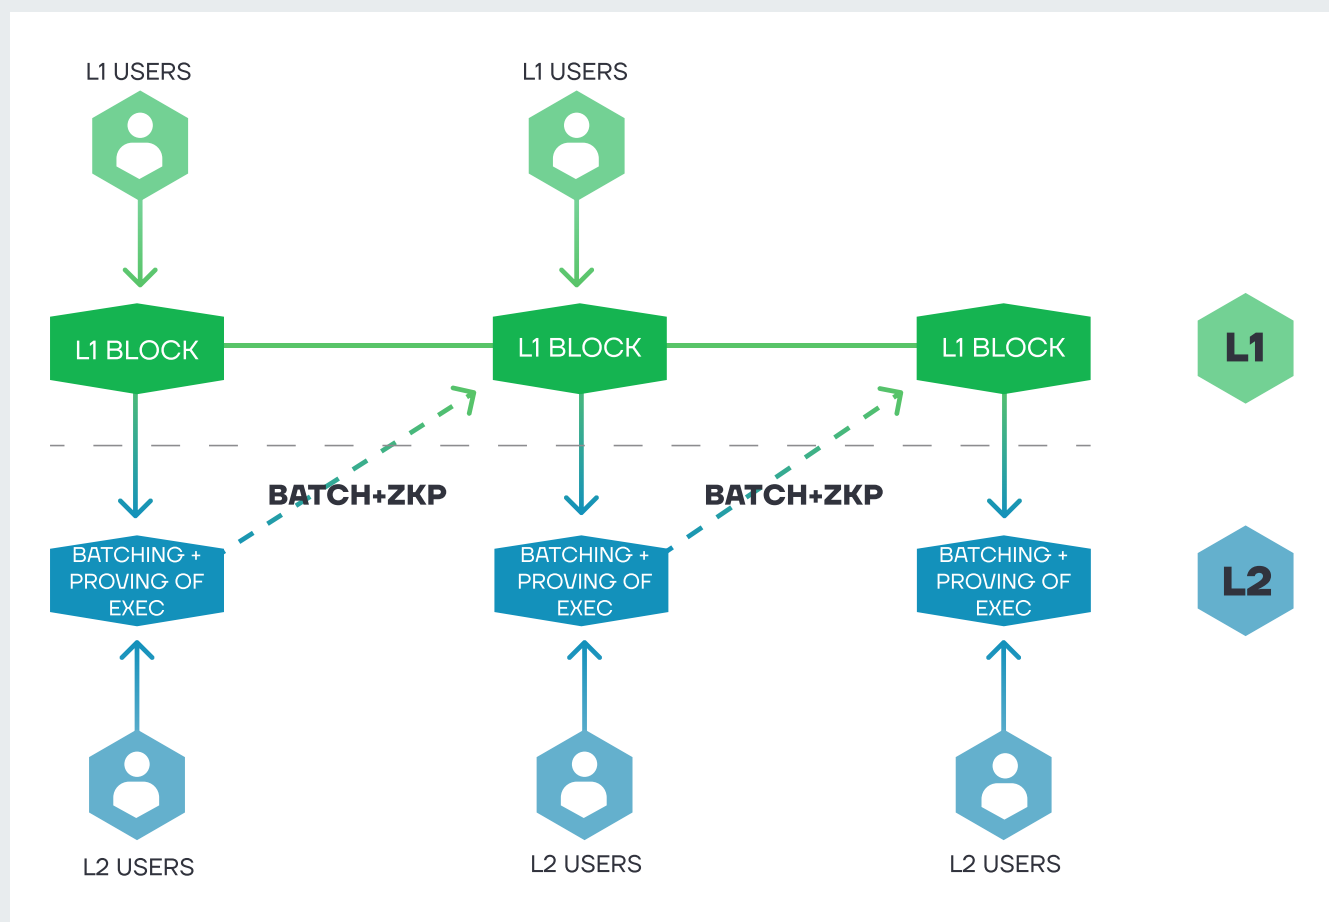 L1 USERS
L1 USERS
L1 BLOCK
L1 BLOCK
L1 BLOCK
L1
BATCH+ZKP
BATCH+ZKP
BATCHING +
PROVING OF
EXEC
BATCHING +
PROVING OF
EXEC
BATCHING +
PROVING OF
EXEC
L2
L2 USERS
L2 USERS
L2 USERS